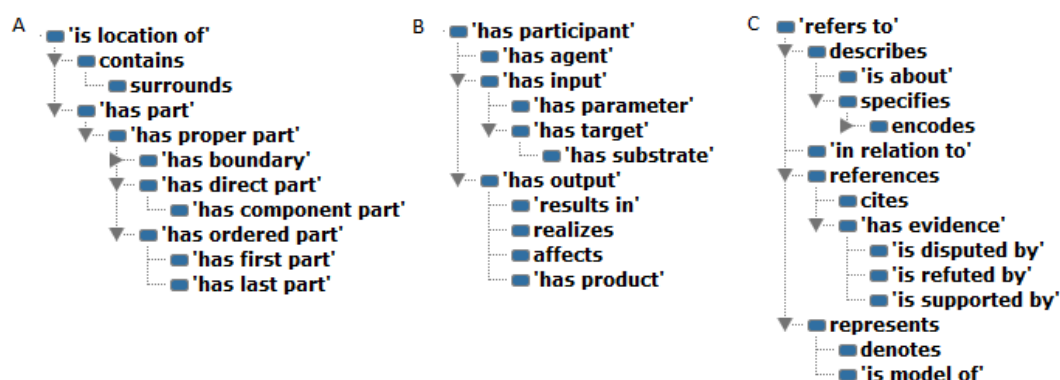 A
'is location of'
contains
surrounds
'has part'
'has proper part'
'has boundary'
'has direct part'
'has component part'
'has ordered part'
'has first part'
'has last part'
B
'has participant'
'has agent'
'has input'
'has parameter'
'has target'
'has substrate'
'has output'
'results in'
realizes
affects
'has product'
C
'refers to'
describes
'is about'
specifies
encodes
'in relation to'
references
cites
'has evidence'
'is disputed by'
'is refuted by'
'is supported by'
represents
denotes
'is model of'